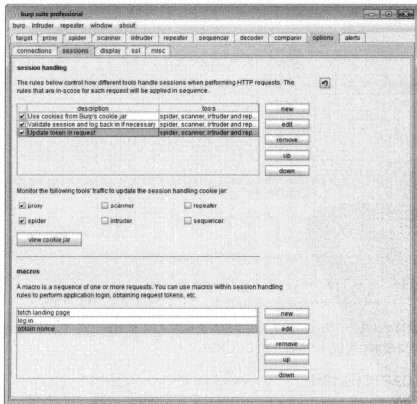 burp suite professional
burp intruder repeater window about
target proxy spider scanner intruder repeater sequencer decoder comparer options alerts
connections sessions display ssl misc
session handling
The rules below control how different tools handle sessions when performing HTTP requests. The
rules that are in-scope for each request will be applied in sequence.
description tools
Use cookies from Burp's cookie jar spider, scanner, intruder and rep...
Validate session and log back in if necessary spider, scanner, intruder and rep...
Update token in request spider, scanner, intruder and rep...
new
edit
remove
up
down
Monitor the following tools' traffic to update the session handling cookie jar:
proxy scanner repeater
spider intruder sequencer
view cookie jar
macros
A macro is a sequence of one or more requests. You can use macros within session handling
rules to perform application login, obtaining request tokens, etc.
fetch landing page
log in
obtain nonce
new
edit
remove
up
down